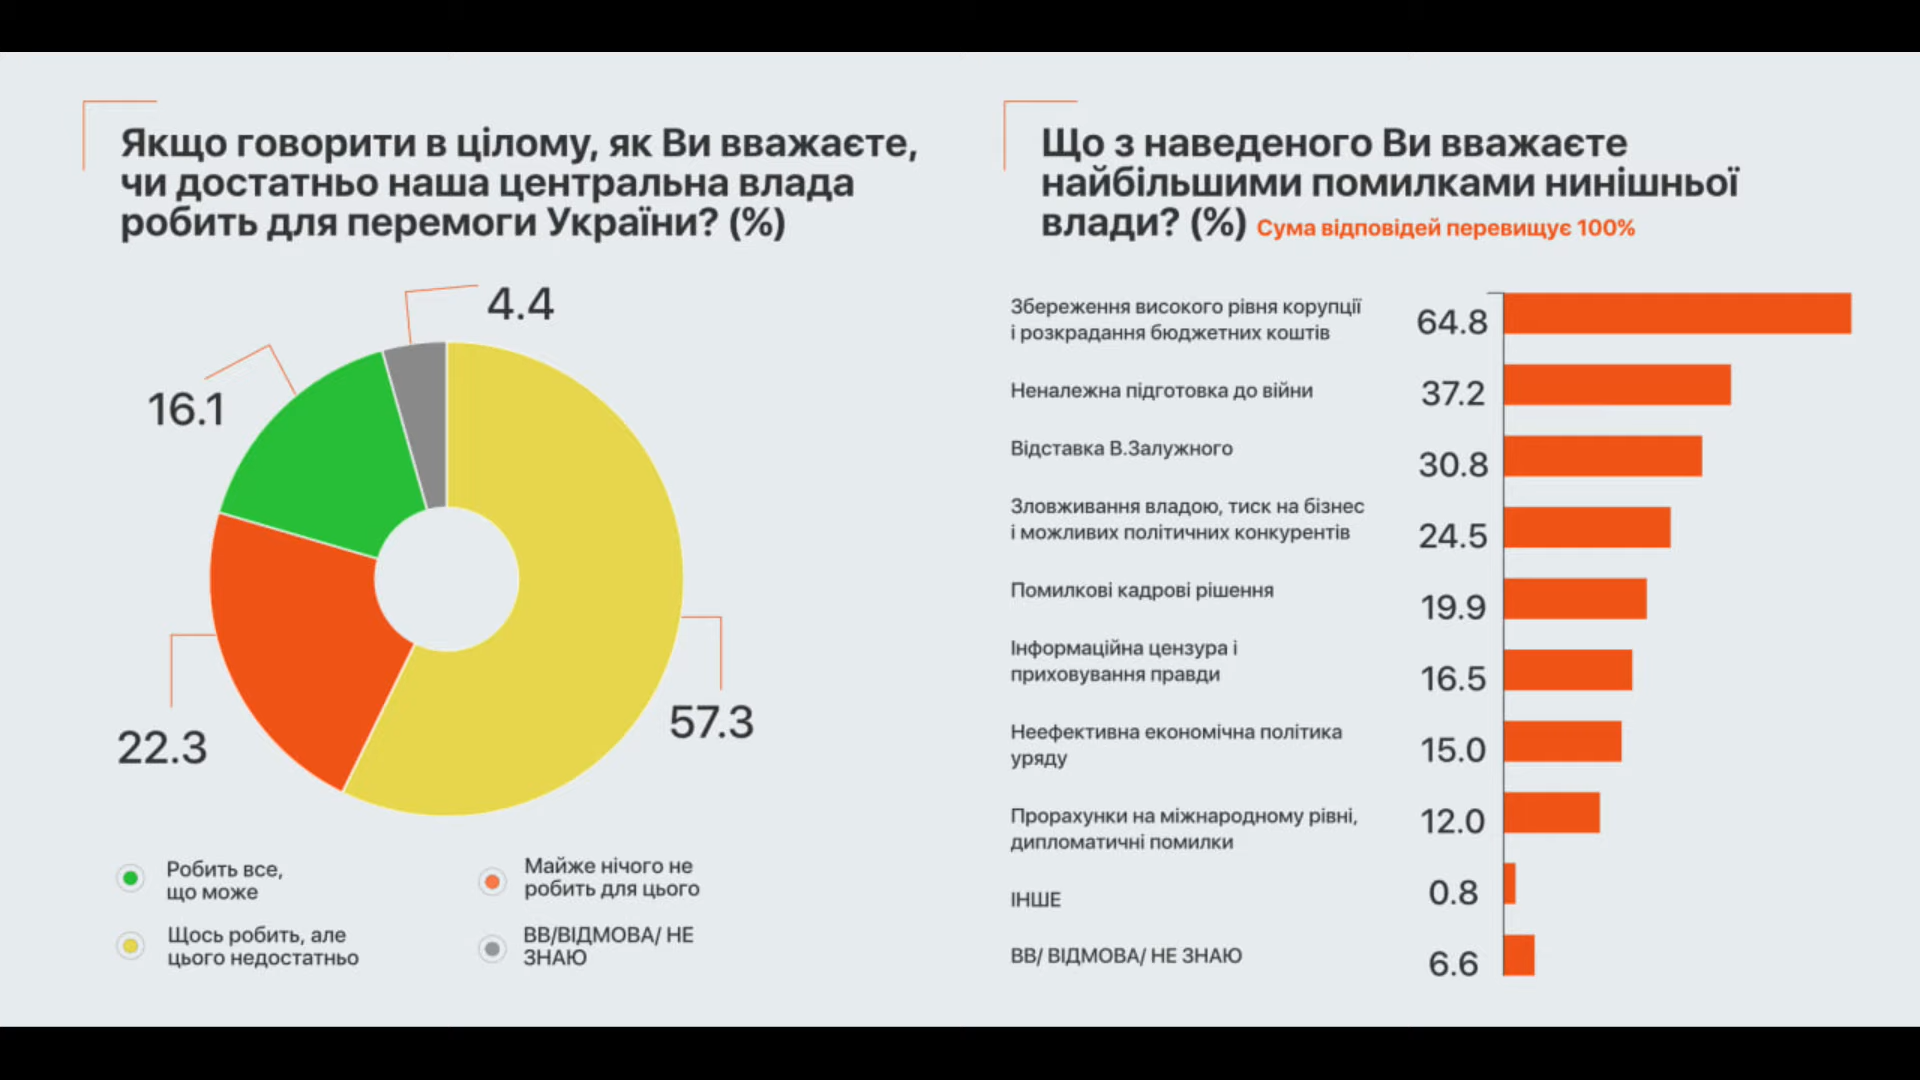 Якщо говорити в цілому, як Ви вважаєте,
чи достатньо наша центральна влада
робить для перемоги України? (%)
4.4
16.1
22.3
57.3
Робить все,
що може
Щось робить, але
цього недостатньо
Майже нічого не
робить для цього
ВВ/ВІДМОВА/ НЕ
ЗНАЮ
Що з наведеного Ви вважаєте
найбільшими помилками нинішньої
влади? (%) Сума відповідей перевищує 100%
Збереження високого рівня корупції
і розкрадання бюджетних коштів
64.8
Неналежна підготовка до війни
37.2
Відставка В.Залужного
30.8
Зловживання владою, тиск на бізнес
і можливих політичних конкурентів
24.5
Помилкові кадрові рішення
19.9
Інформаційна цензура і
приховування правди
16.5
Неефективна економічна політика
уряду
15.0
Прорахунки на міжнародному рівні,
дипломатичні помилки
12.0
ІНШЕ
0.8
ВВ/ ВІДМОВА/ НЕ ЗНАЮ
6.6